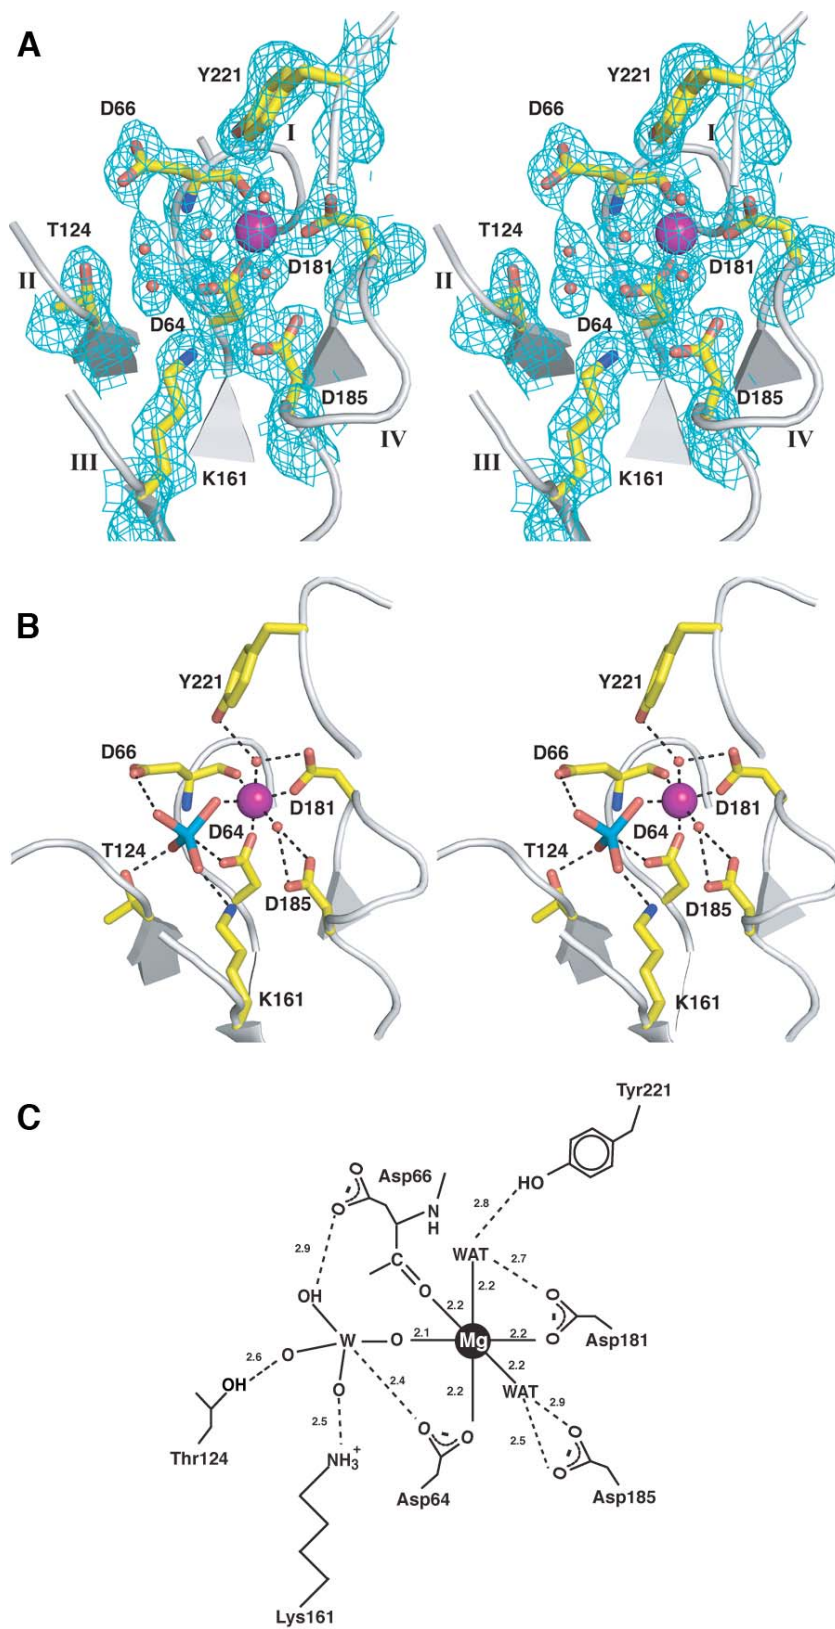 A
Y221 Y221
D66 D66
I I
T124 T124
II D181 II D181
D64 D64
D185 D185
III IV III IV
K161 K161
B
Y221 Y221
D66 D66
D181 D181
T124 D64 T124 D64
D185 D185
K161 K161
C
Tyr221
Asp66
O
HO
2.8
O N
H
2.9 WAT 2.7
C
2.2
OH O O
2.2
W O 2.1 Mg 2.2 O Asp181
2.6 O
OH 2.4 2.2
O 2.2 WAT
2.9
2.5 O O O
Thr124 2.5
NH3+ O
Asp64 Asp185
Lys161